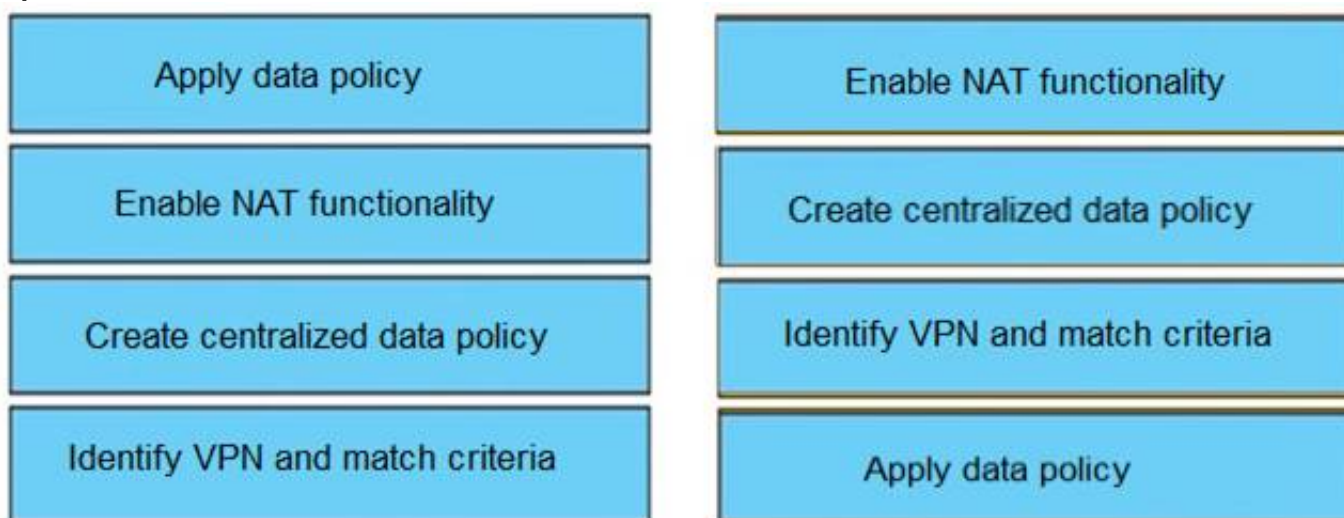 Apply data policy
Enable NAT functionality
Create centralized data policy
Identify VPN and match criteria
Enable NAT functionality
Create centralized data policy
Identify VPN and match criteria
Apply data policy